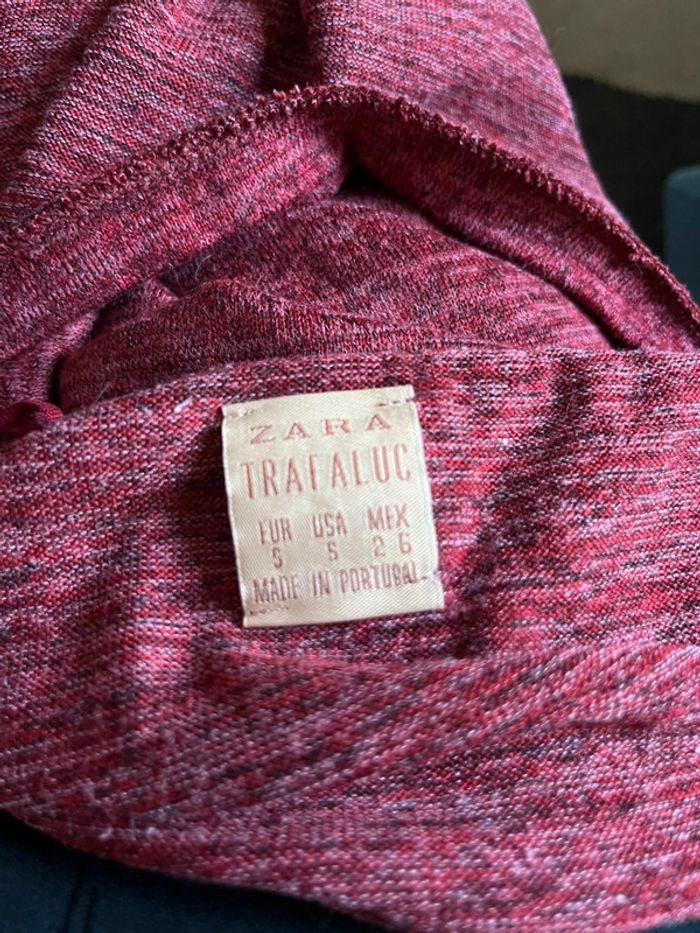 ZARA
TRAFALUC
EUR USA MEX
S S 26
MADE IN PORTUGAL